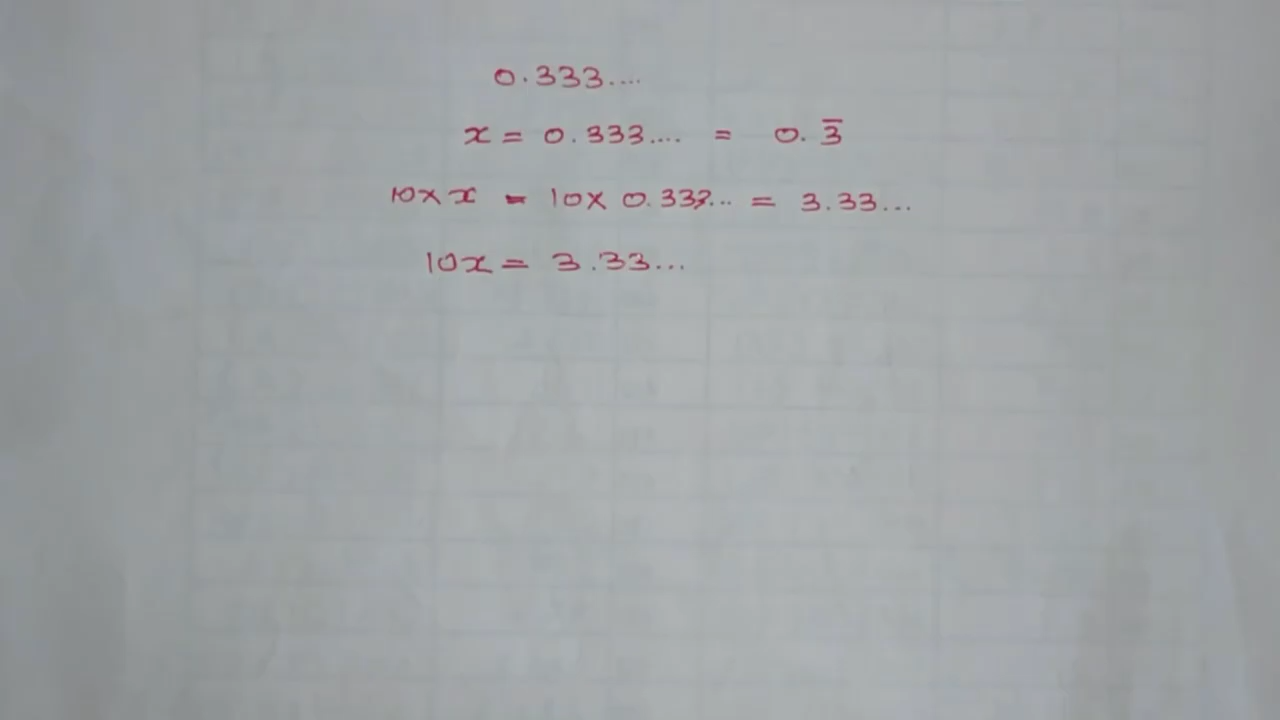 0.333....
x = 0.333.... = 0.3̅
10× x = 10× 0.333... = 3.33...
10x = 3.33...